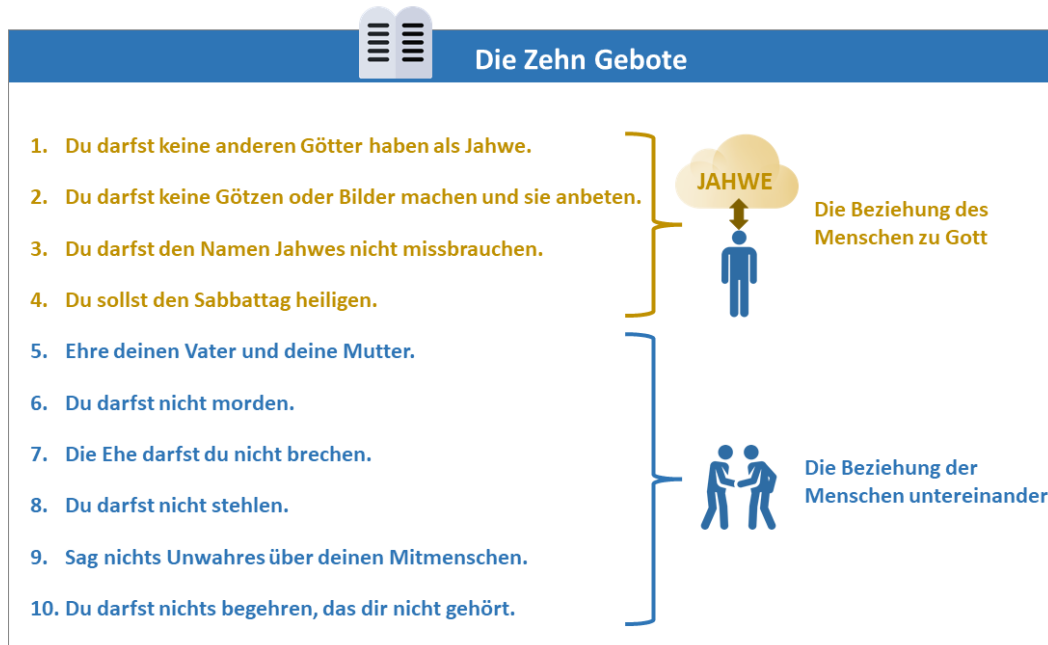 Die Zehn Gebote
1. Du darfst keine anderen Götter haben als Jahwe.
2. Du darfst keine Götzen oder Bilder machen und sie anbeten.
3. Du darfst den Namen Jahwes nicht missbrauchen.
4. Du sollst den Sabbattag heiligen.
JAHWE
Die Beziehung des
Menschen zu Gott
5. Ehre deinen Vater und deine Mutter.
6. Du darfst nicht morden.
7. Die Ehe darfst du nicht brechen.
8. Du darfst nicht stehlen.
9. Sag nichts Unwahres über deinen Mitmenschen.
10. Du darfst nichts begehren, das dir nicht gehört.
Die Beziehung der
Menschen untereinander